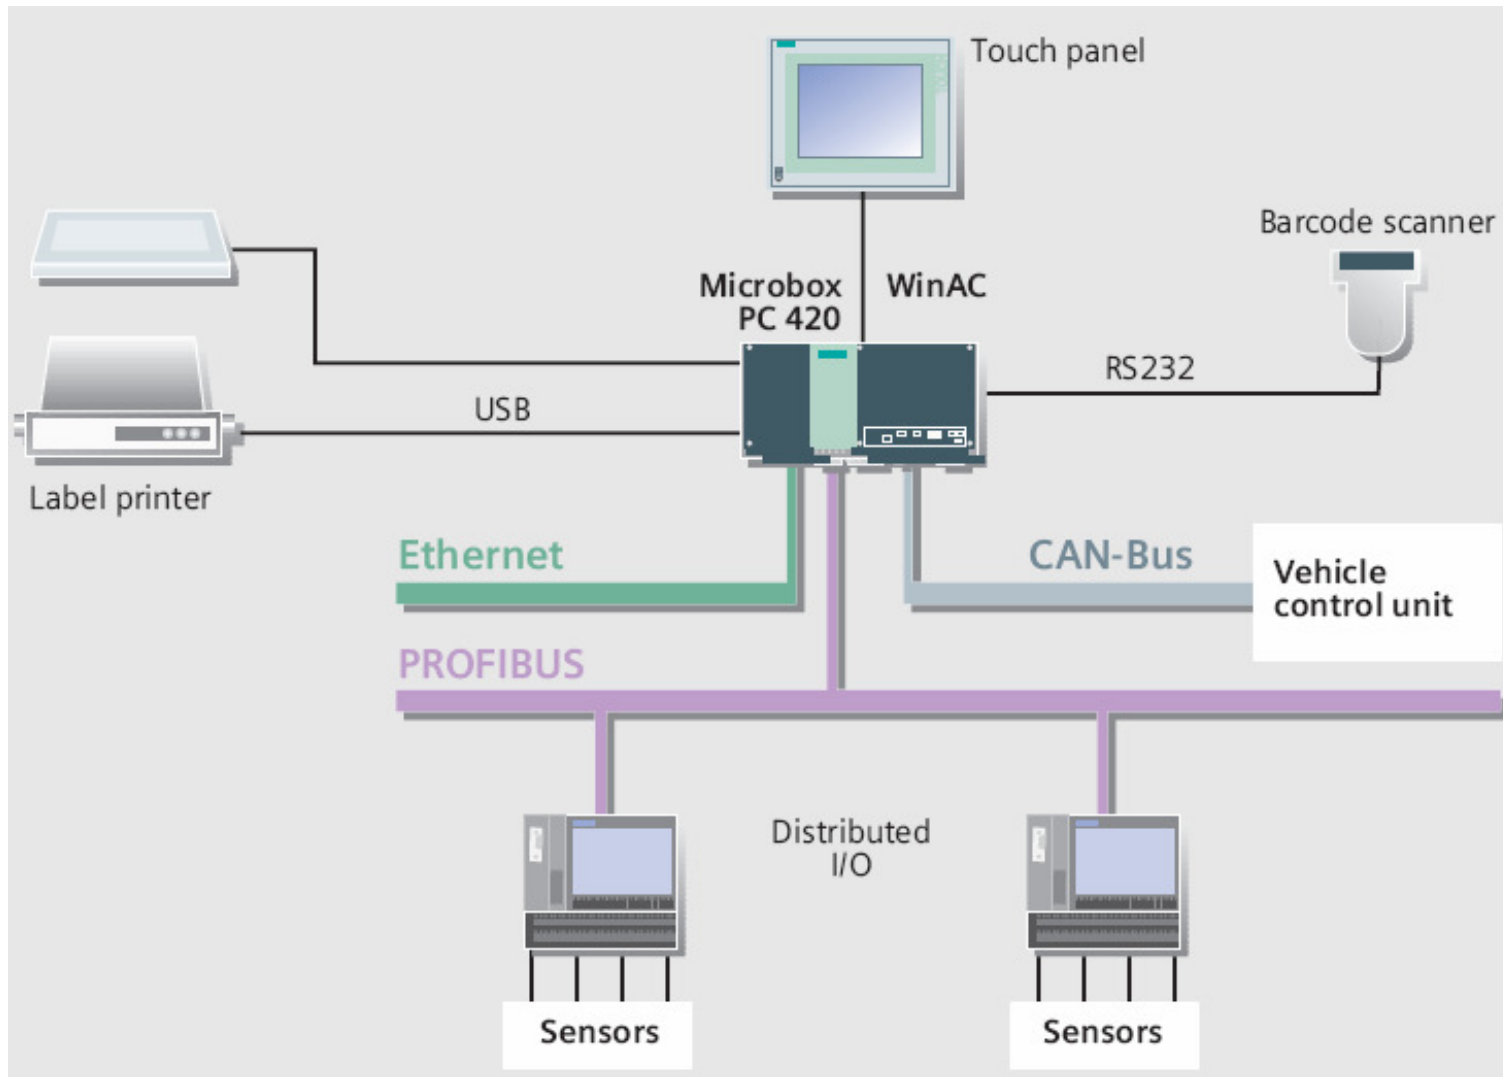 Touch panel
Barcode scanner
Microbox
PC 420
WinAC
RS232
USB
Label printer
Ethernet
CAN-Bus
Vehicle
control unit
PROFIBUS
Distributed
I/O
Sensors
Sensors